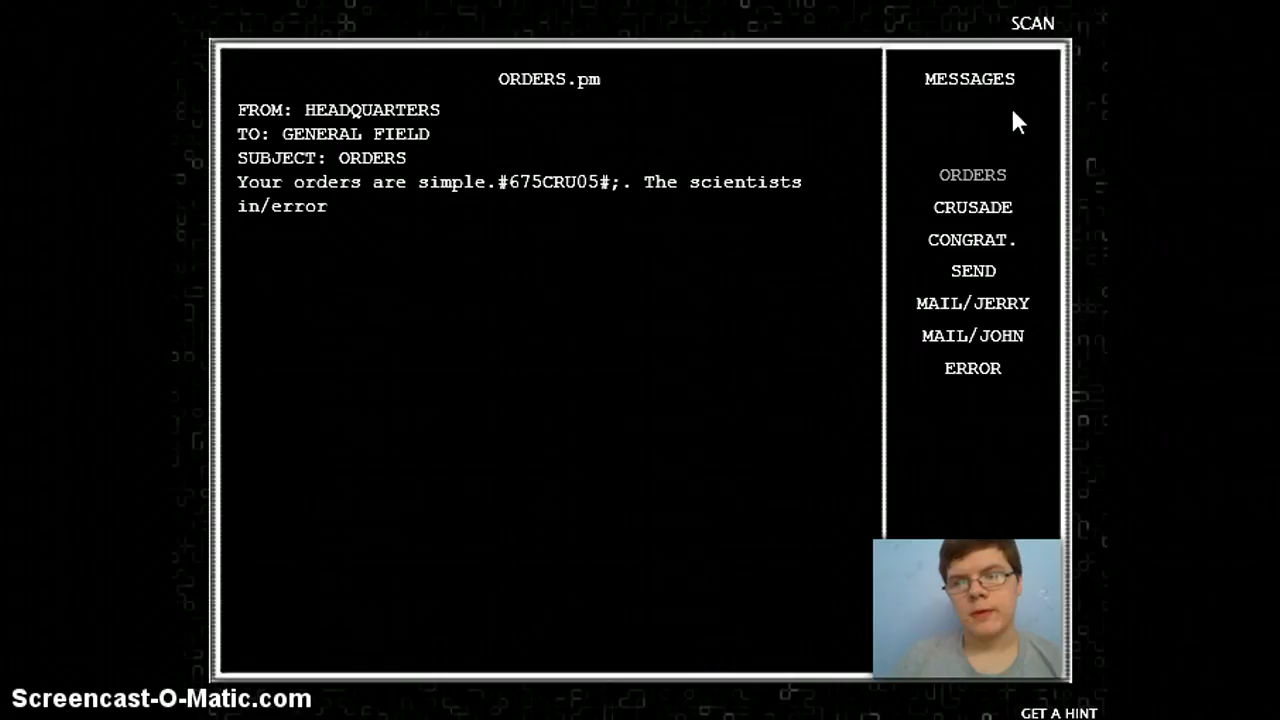 SCAN
ORDERS.pm
FROM: HEADQUARTERS
TO: GENERAL FIELD
SUBJECT: ORDERS
Your orders are simple.#675CRU05#;. The scientists
in/error
MESSAGES
ORDERS
CRUSADE
CONGRAT.
SEND
MAIL/JERRY
MAIL/JOHN
ERROR
Screencast-O-Matic.com
GET A HINT